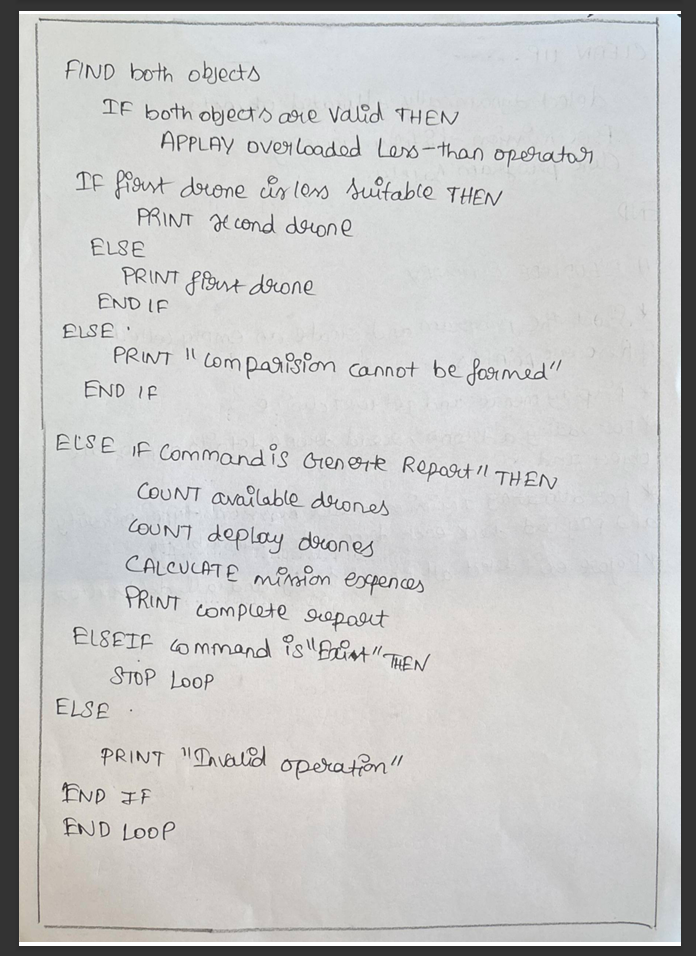 FIND both objects
IF both objects are valid THEN
APPLAY overloaded Less-than operator
IF first drone is less suitable THEN
PRINT second drone
ELSE
PRINT first drone
END IF
ELSE
PRINT "comparision cannot be formed"
END IF
ELSE IF Command is Generte Report" THEN
COUNT available drones
COUNT deplay drones
CALCULATE mission expences
PRINT complete report
ELSEIF command is "Exist" THEN
STOP LOOP
ELSE
PRINT "Invalid operation"
END IF
END LOOP